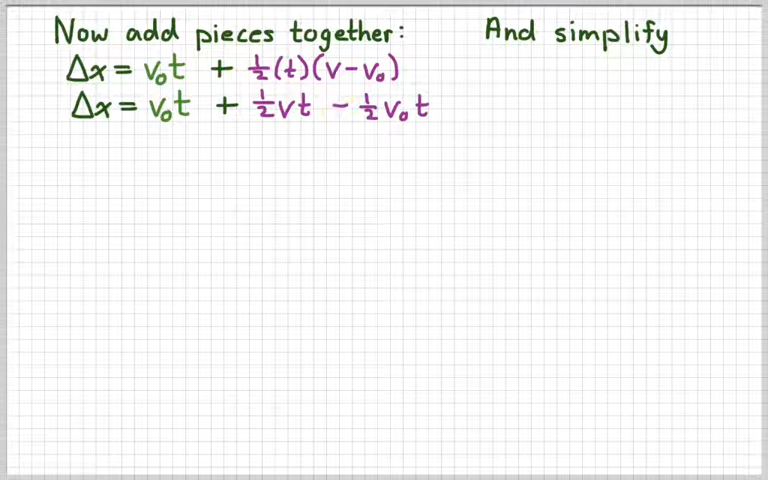 Now add pieces together: And simplify
Δx = v₀t + ½(t)(v − v₀)
Δx = v₀t + ½vt − ½v₀t